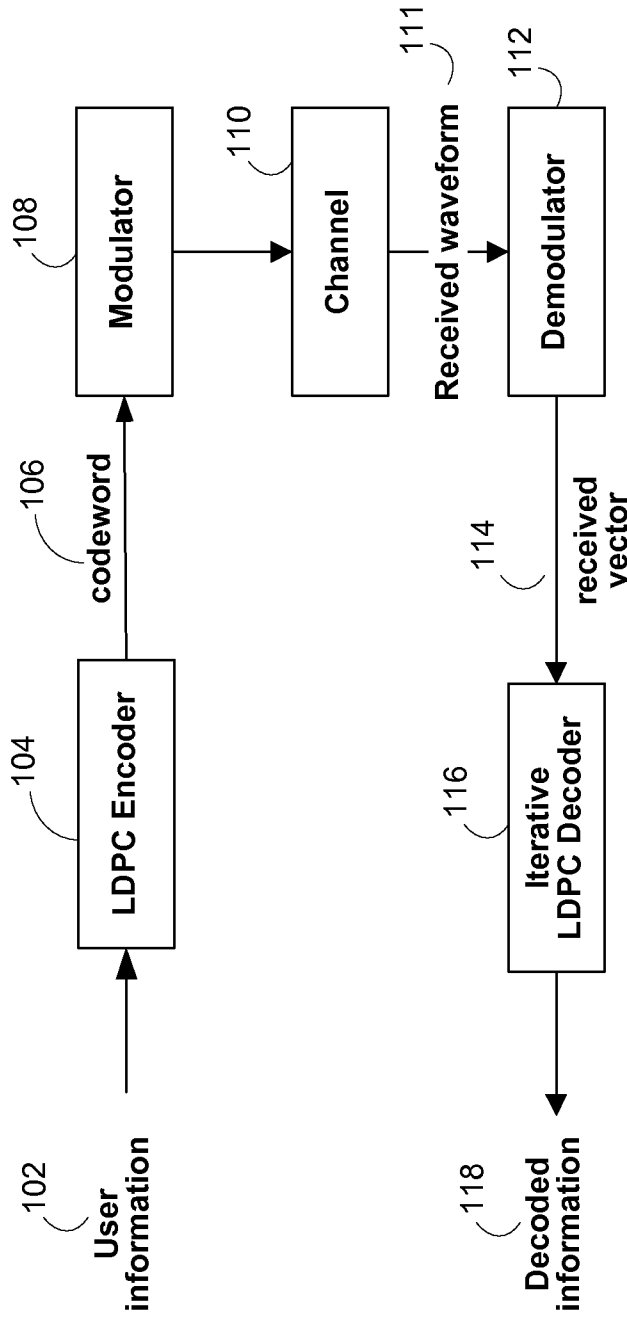 102
User
information
104
LDPC Encoder
106
codeword
108
Modulator
110
Channel
111
Received waveform
112
Demodulator
114
received
vector
116
Iterative
LDPC Decoder
118
Decoded
information